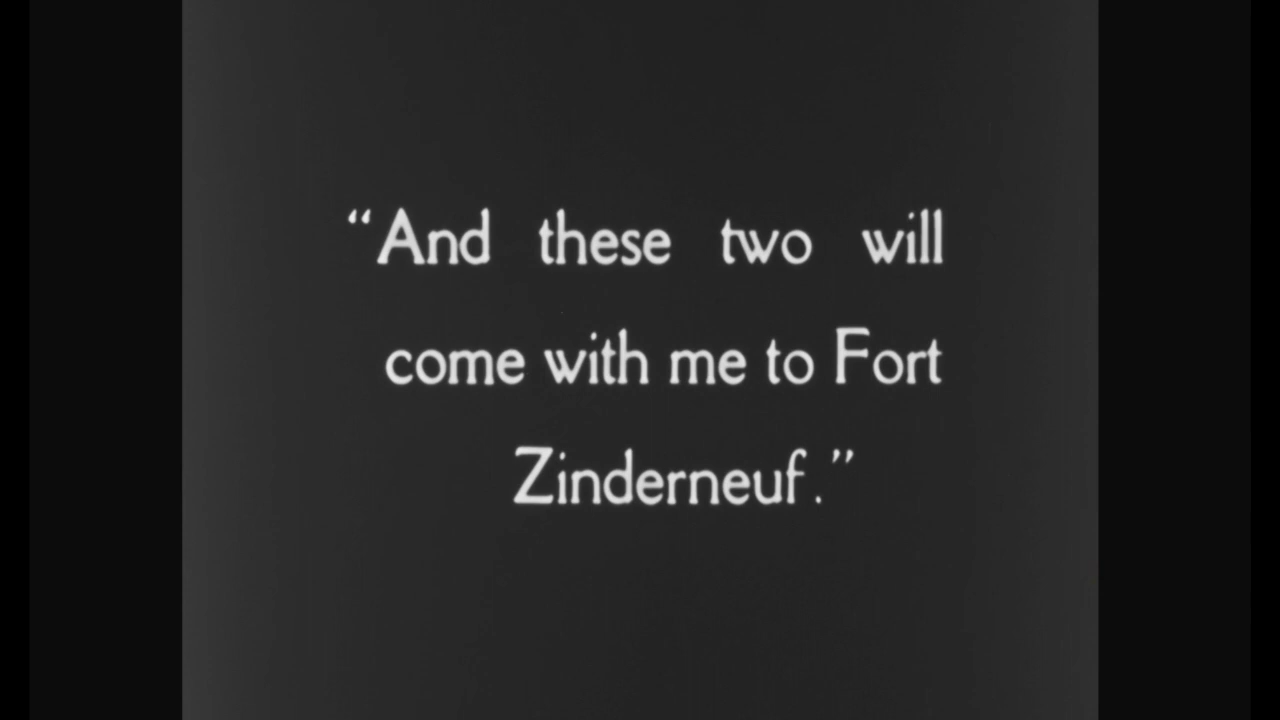 “And these two will
come with me to Fort
Zinderneuf.”